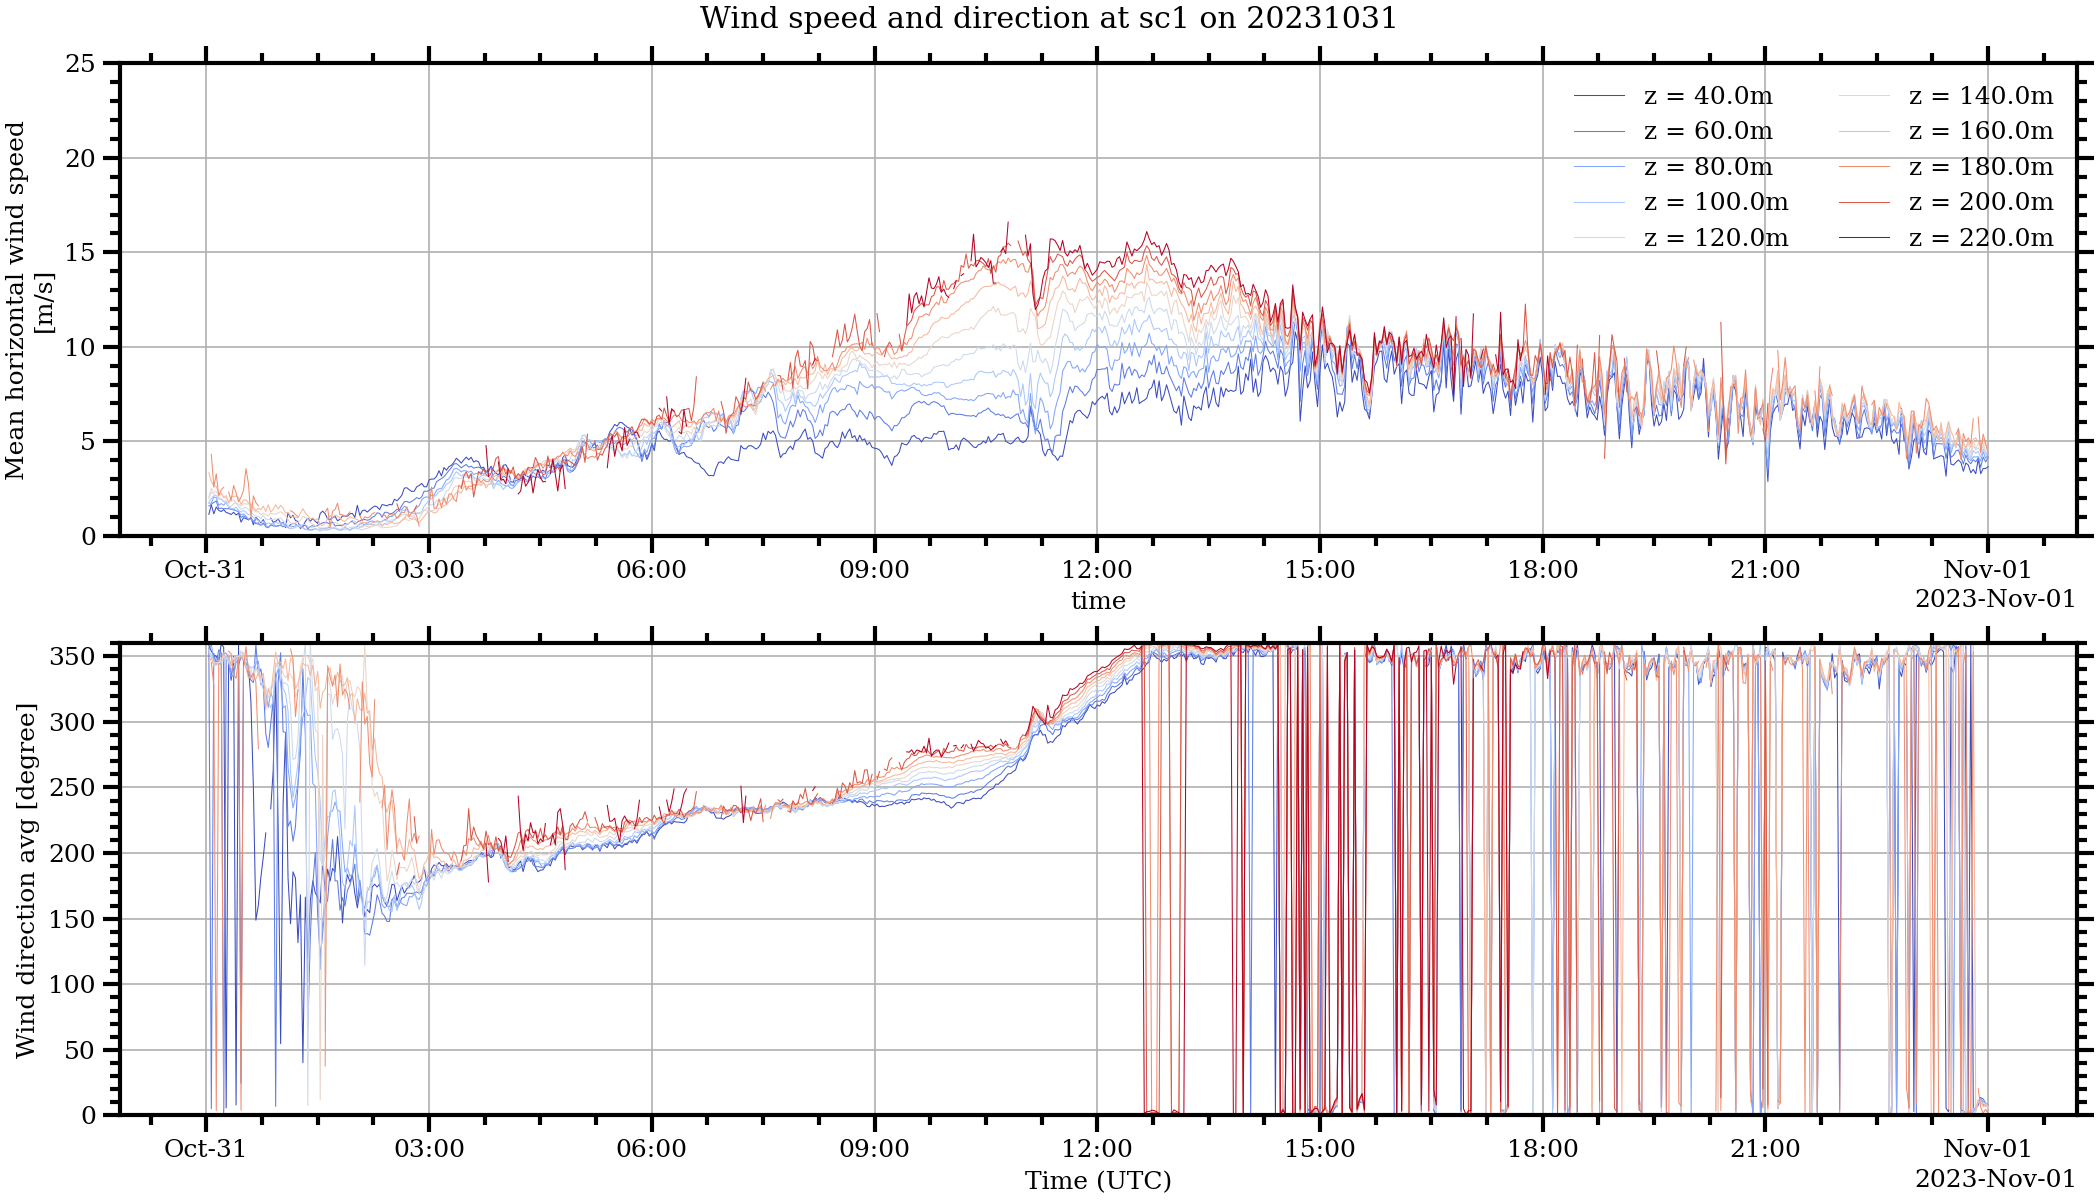 Wind speed and direction at sc1 on 20231031
Mean horizontal wind speed
[m/s]
25
20
15
10
5
0
z = 40.0m
z = 60.0m
z = 80.0m
z = 100.0m
z = 120.0m
z = 140.0m
z = 160.0m
z = 180.0m
z = 200.0m
z = 220.0m
Oct-31 03:00 06:00 09:00 12:00 15:00 18:00 21:00 Nov-01
time
2023-Nov-01
Wind direction avg [degree]
350
300
250
200
150
100
50
0
Oct-31 03:00 06:00 09:00 12:00 15:00 18:00 21:00 Nov-01
Time (UTC)
2023-Nov-01